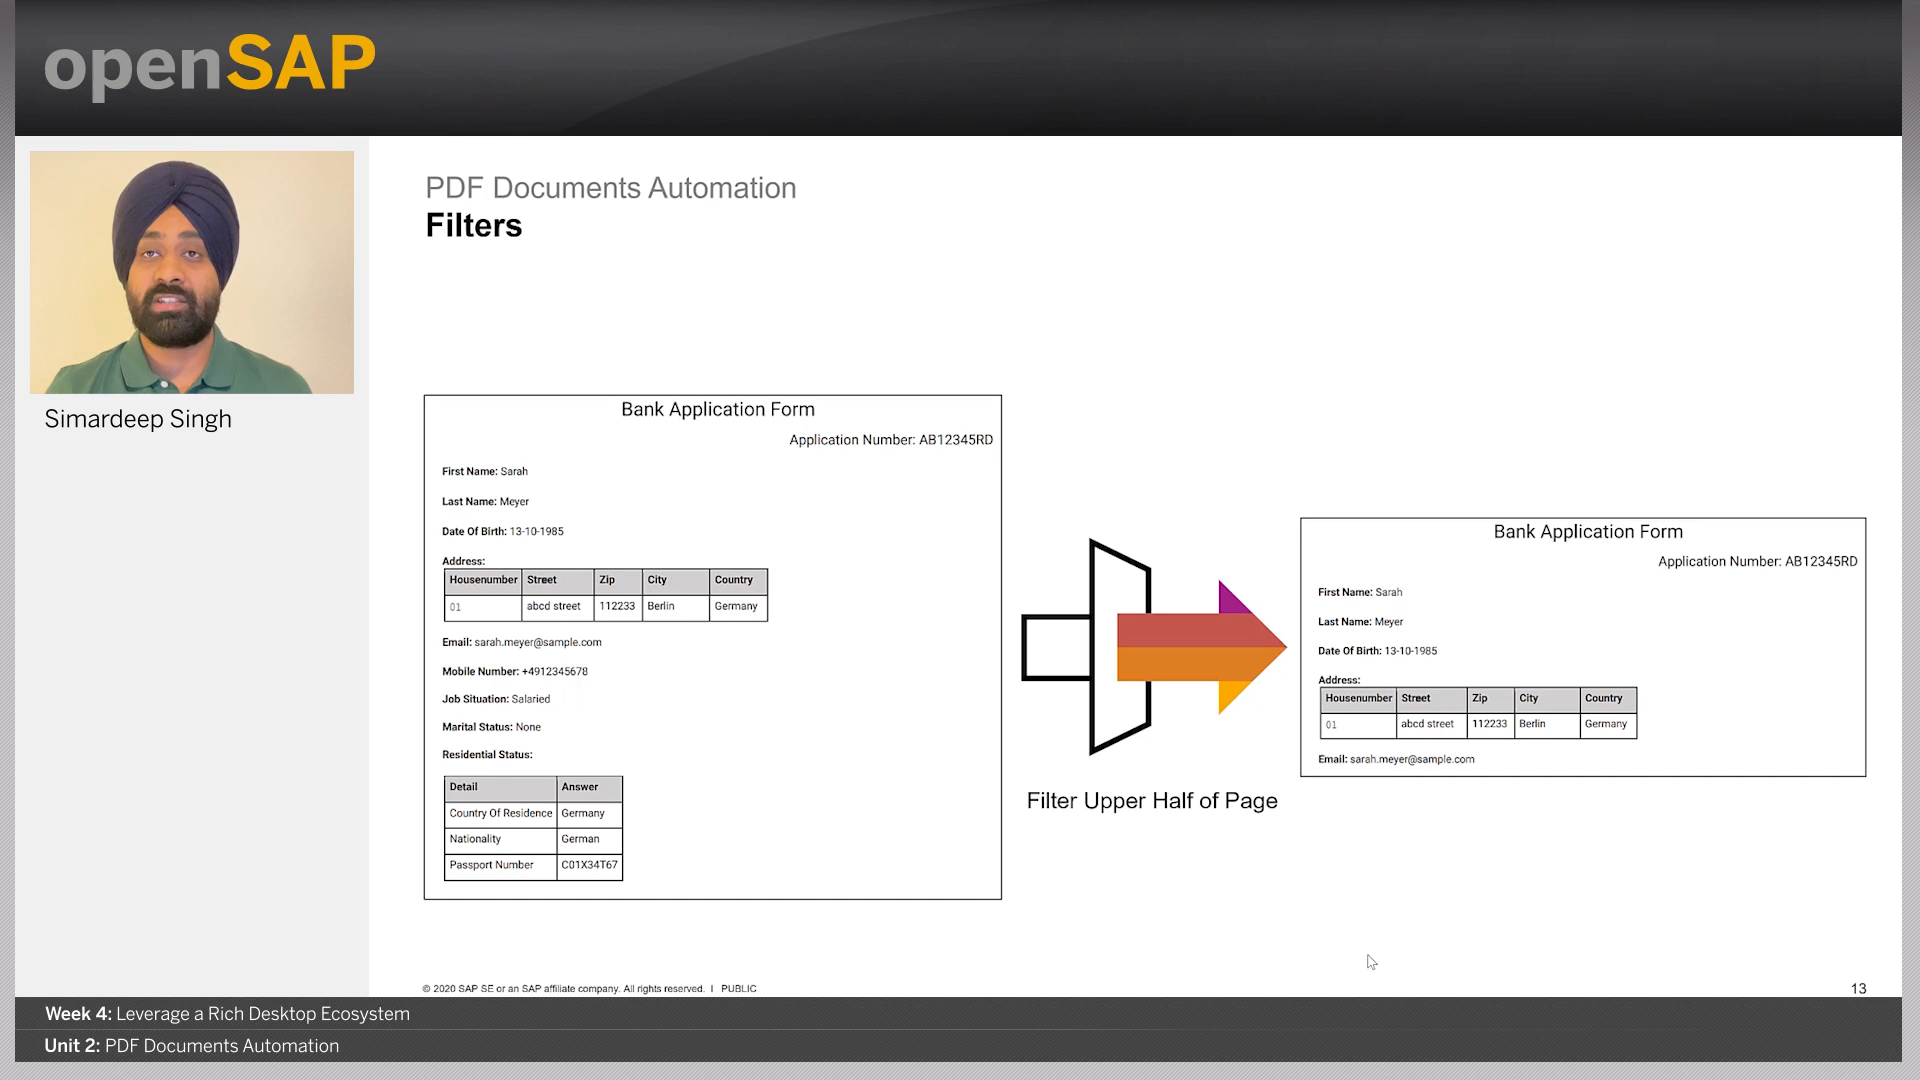 openSAP
Simardeep Singh
PDF Documents Automation
Filters
Bank Application Form
Application Number: AB12345RD
First Name: Sarah
Last Name: Meyer
Date Of Birth: 13-10-1985
Address:
Housenumber Street Zip City Country
01 abcd street 112233 Berlin Germany
Email: sarah.meyer@sample.com
Mobile Number: +4912345678
Job Situation: Salaried
Marital Status: None
Residential Status:
Detail Answer
Country Of Residence Germany
Nationality German
Passport Number C01X34T67
Filter Upper Half of Page
Bank Application Form
Application Number: AB12345RD
First Name: Sarah
Last Name: Meyer
Date Of Birth: 13-10-1985
Address:
Housenumber Street Zip City Country
01 abcd street 112233 Berlin Germany
Email: sarah.meyer@sample.com
© 2020 SAP SE or an SAP affiliate company. All rights reserved. I PUBLIC
13
Week 4: Leverage a Rich Desktop Ecosystem
Unit 2: PDF Documents Automation